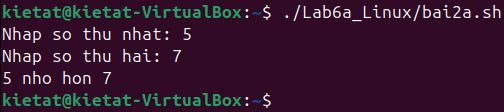 kietat@kietat-VirtualBox:~$ ./Lab6a_Linux/bai2a.sh
Nhap so thu nhat: 5
Nhap so thu hai: 7
5 nho hon 7
kietat@kietat-VirtualBox:~$